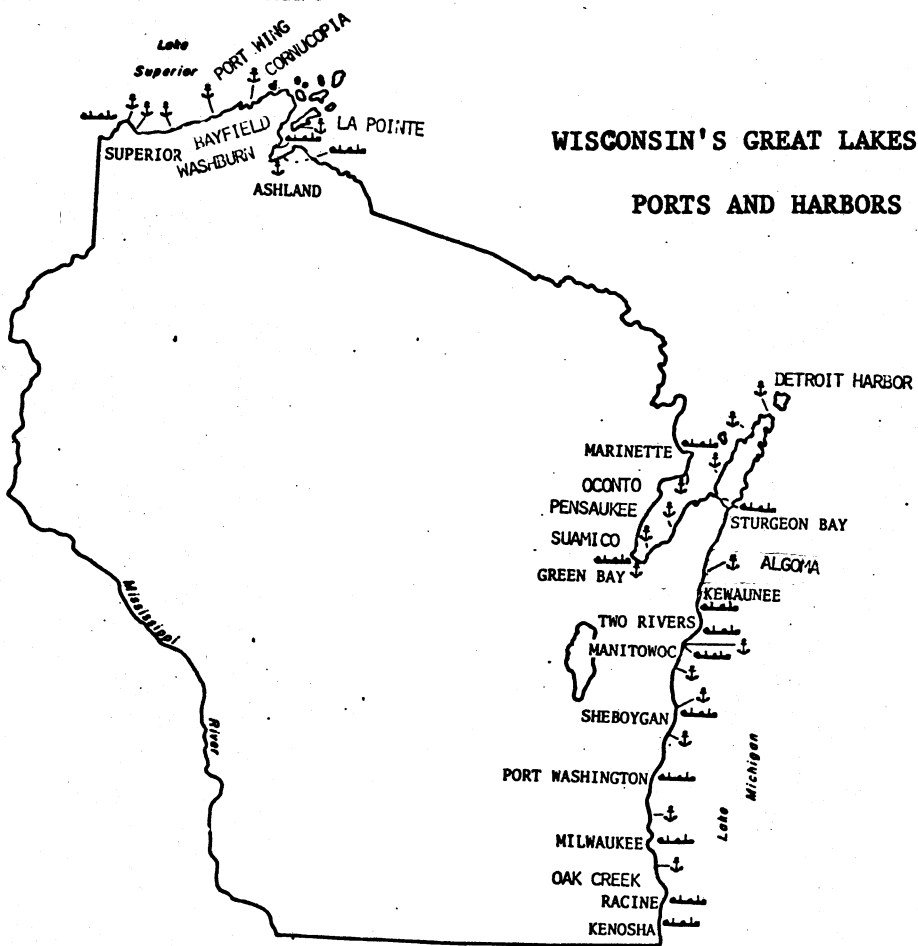 Lake
Superior
PORT WING
CORNUCOPIA
BAYFIELD
LA POINTE
SUPERIOR
WASHBURN
ASHLAND
WISCONSIN'S GREAT LAKES
PORTS AND HARBORS
DETROIT HARBOR
MARINETTE
OCONTO
PENSAUKEE
STURGEON BAY
SUAMICO
GREEN BAY
ALGOMA
KEWAUNEE
Mississippi
River
TWO RIVERS
MANITOWOC
SHEBOYGAN
PORT WASHINGTON
Lake
Michigan
MILWAUKEE
OAK CREEK
RACINE
KENOSHA